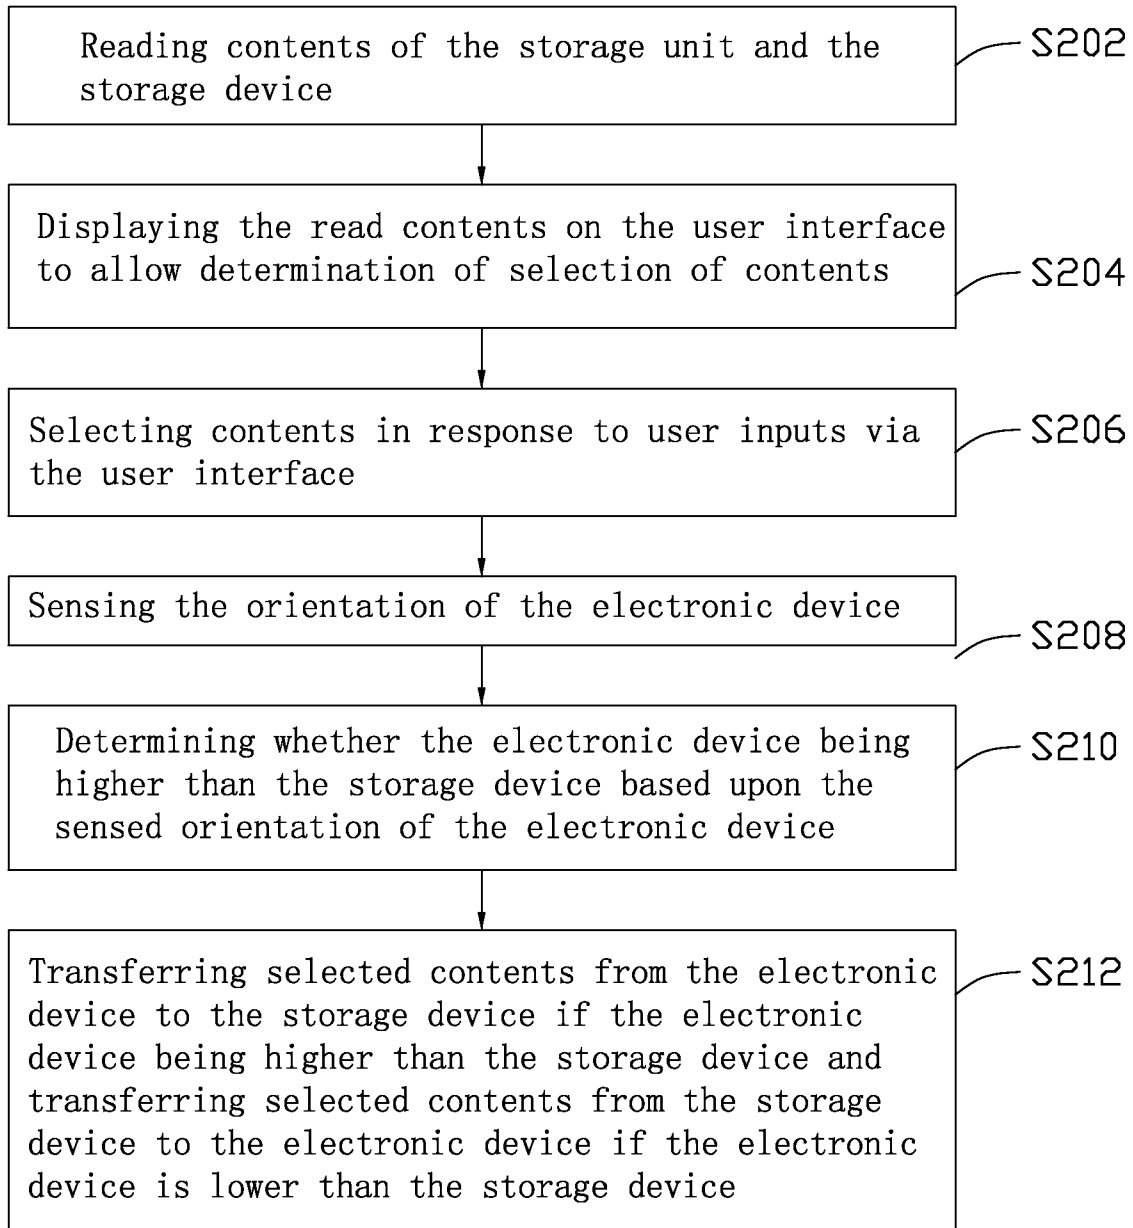 Reading contents of the storage unit and the
storage device
S202
Displaying the read contents on the user interface
to allow determination of selection of contents
S204
Selecting contents in response to user inputs via
the user interface
S206
Sensing the orientation of the electronic device
S208
Determining whether the electronic device being
higher than the storage device based upon the
sensed orientation of the electronic device
S210
Transferring selected contents from the electronic
device to the storage device if the electronic
device being higher than the storage device and
transferring selected contents from the storage
device to the electronic device if the electronic
device is lower than the storage device
S212